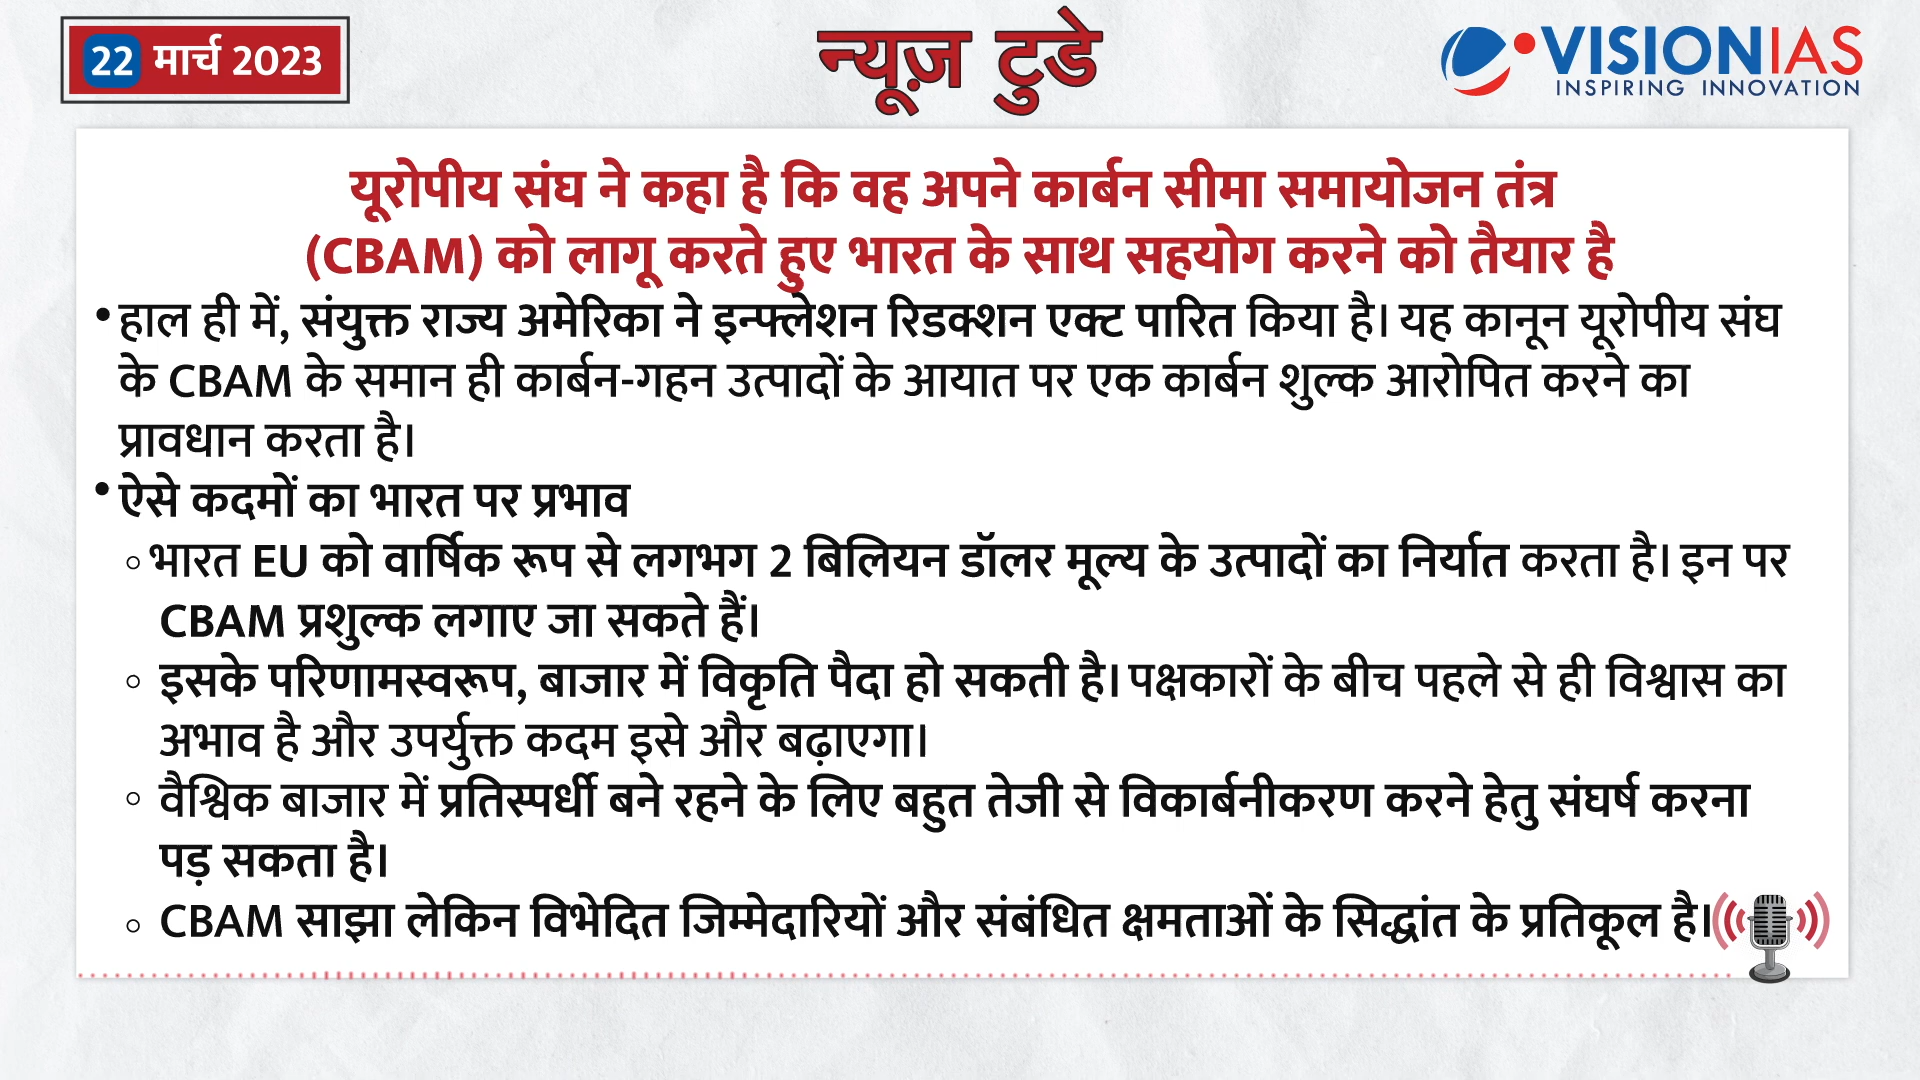 22 मार्च 2023
न्यूज़ टुडे
VISIONIAS
INSPIRING INNOVATION
यूरोपीय संघ ने कहा है कि वह अपने कार्बन सीमा समायोजन तंत्र
(CBAM) को लागू करते हुए भारत के साथ सहयोग करने को तैयार है
• हाल ही में, संयुक्त राज्य अमेरिका ने इन्फ्लेशन रिडक्शन एक्ट पारित किया है। यह कानून यूरोपीय संघ
के CBAM के समान ही कार्बन-गहन उत्पादों के आयात पर एक कार्बन शुल्क आरोपित करने का
प्रावधान करता है।
• ऐसे कदमों का भारत पर प्रभाव
○ भारत EU को वार्षिक रूप से लगभग 2 बिलियन डॉलर मूल्य के उत्पादों का निर्यात करता है। इन पर
CBAM प्रशुल्क लगाए जा सकते हैं।
○ इसके परिणामस्वरूप, बाजार में विकृति पैदा हो सकती है। पक्षकारों के बीच पहले से ही विश्वास का
अभाव है और उपर्युक्त कदम इसे और बढ़ाएगा।
○ वैश्विक बाजार में प्रतिस्पर्धी बने रहने के लिए बहुत तेजी से विकार्बनीकरण करने हेतु संघर्ष करना
पड़ सकता है।
○ CBAM साझा लेकिन विभेदित जिम्मेदारियों और संबंधित क्षमताओं के सिद्धांत के प्रतिकूल है।